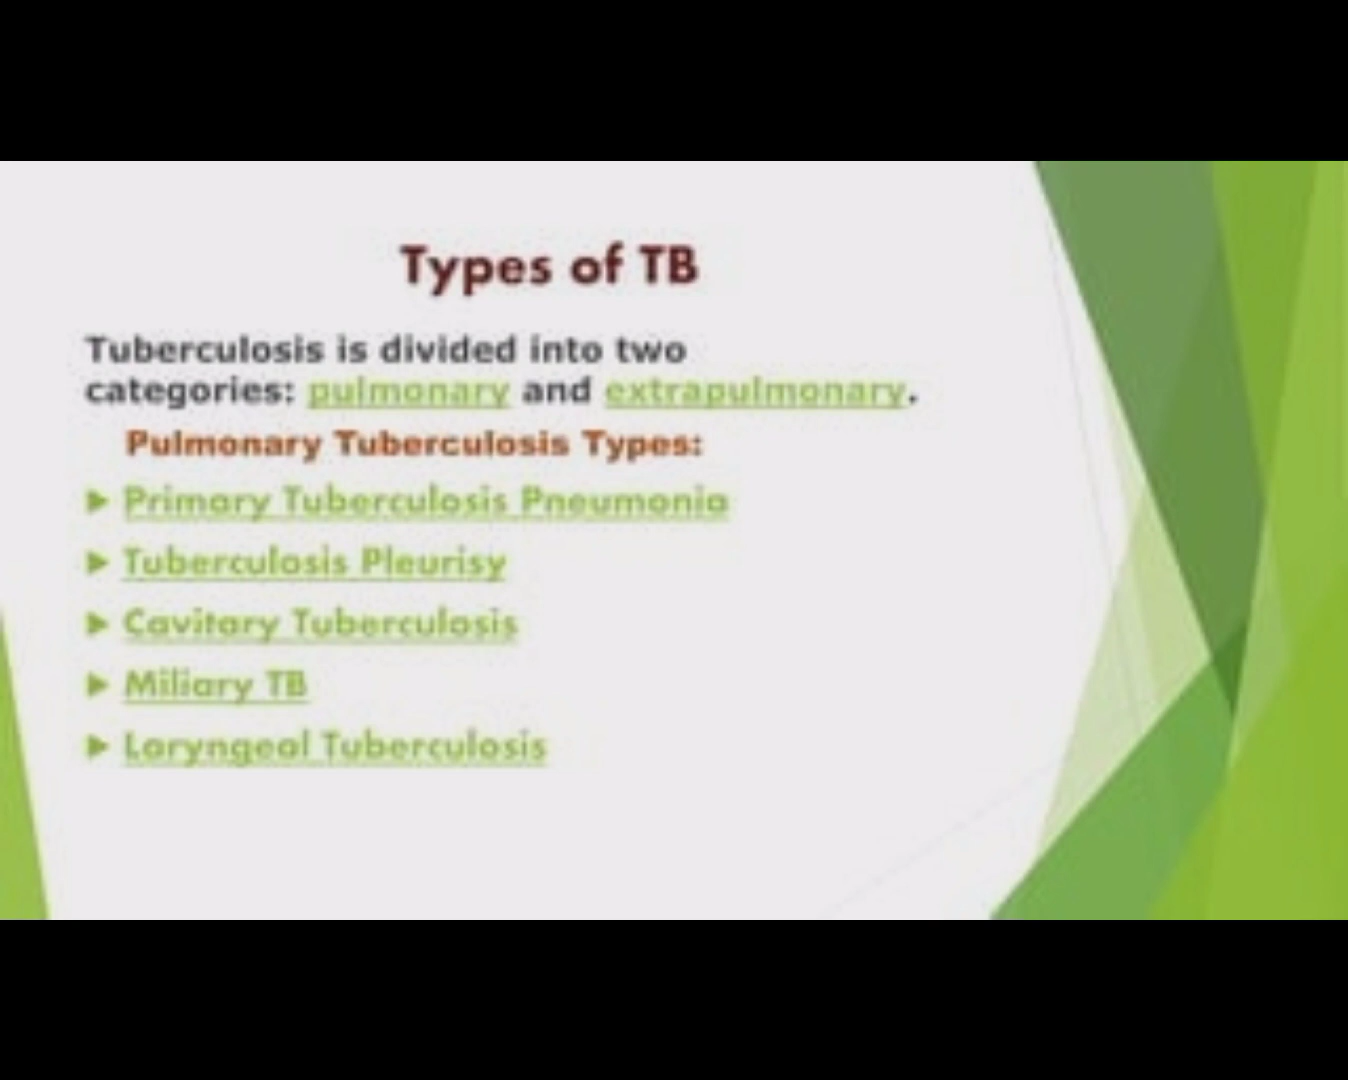 Types of TB
Tuberculosis is divided into two
categories: pulmonary and extrapulmonary.
Pulmonary Tuberculosis Types:
Primary Tuberculosis Pneumonia
Tuberculosis Pleurisy
Cavitary Tuberculosis
Miliary TB
Laryngeal Tuberculosis